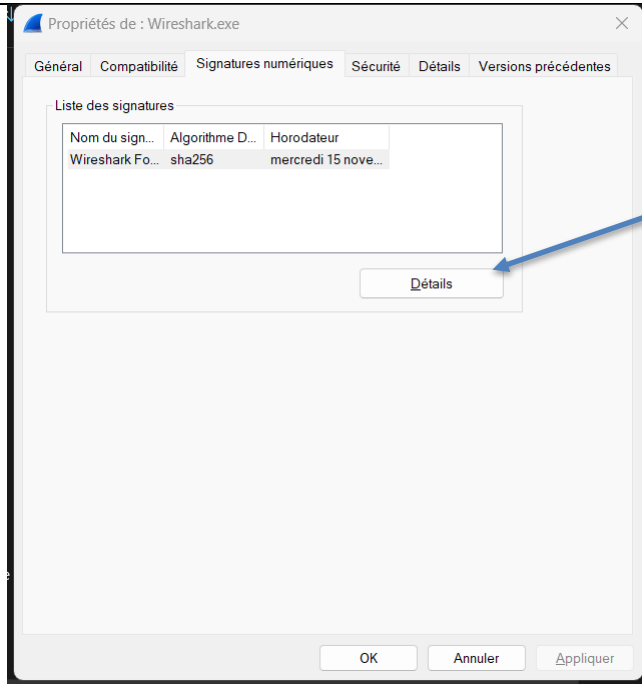 Propriétés de : Wireshark.exe
Général Compatibilité Signatures numériques Sécurité Détails Versions précédentes
Liste des signatures
Nom du sign... Algorithme D... Horodateur
Wireshark Fo... sha256 mercredi 15 nove...
Détails
OK Annuler Appliquer